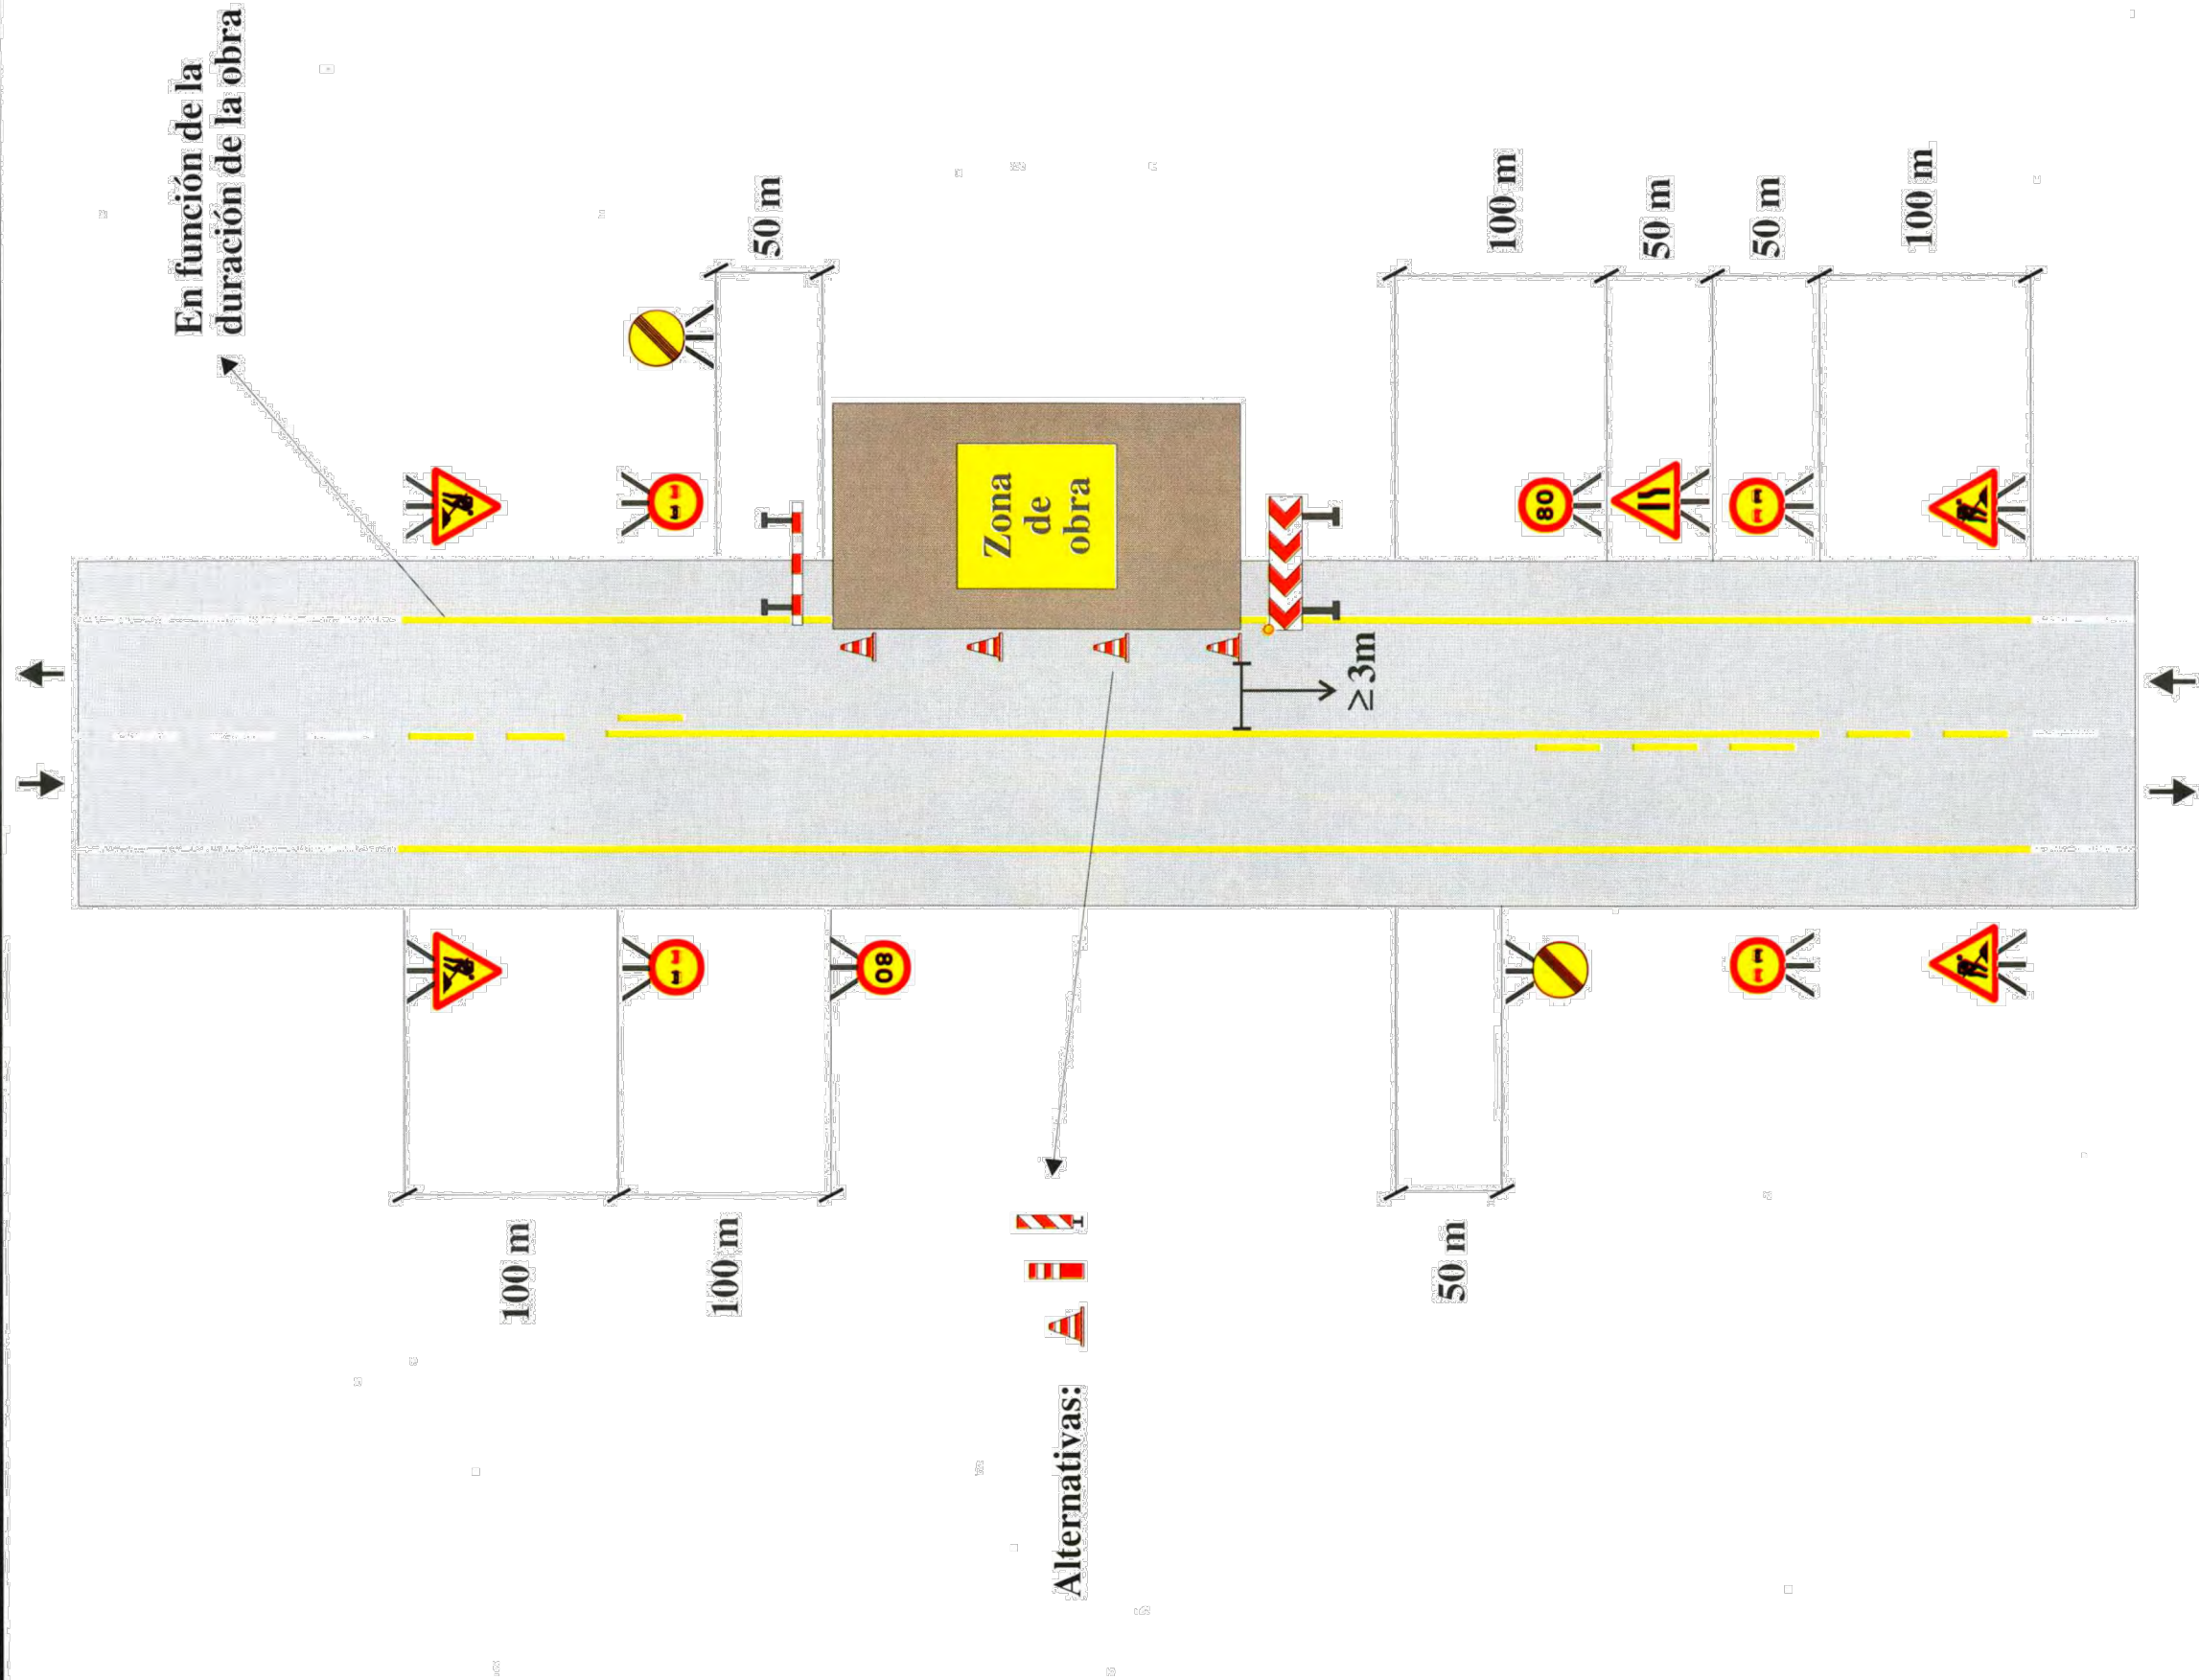 En función de la
duración de la obra
50 m
Zona
de
obra
100 m
50 m
50 m
100 m
80
≥3m
80
100 m
100 m
50 m
Alternativas: